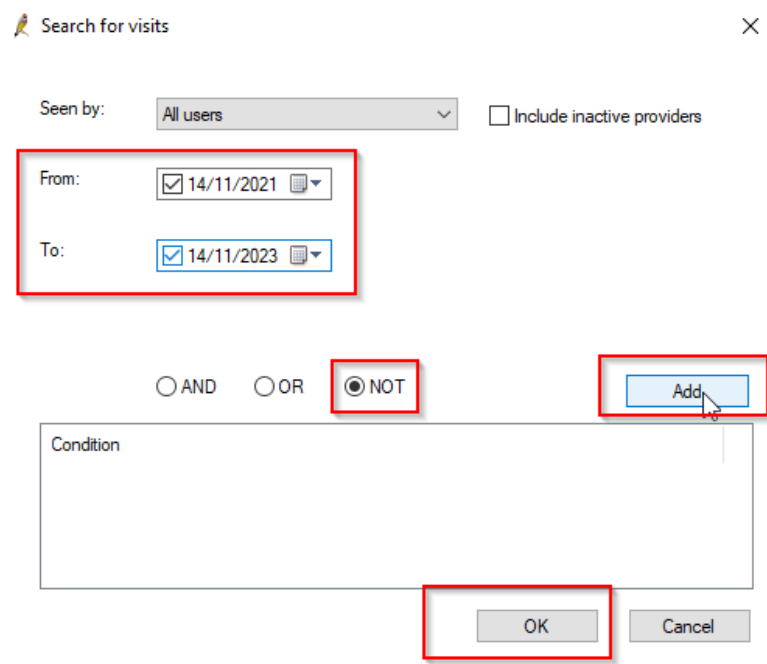 Search for visits
Seen by: All users Include inactive providers
From: 14/11/2021
To: 14/11/2023
AND OR NOT Add
Condition
OK Cancel